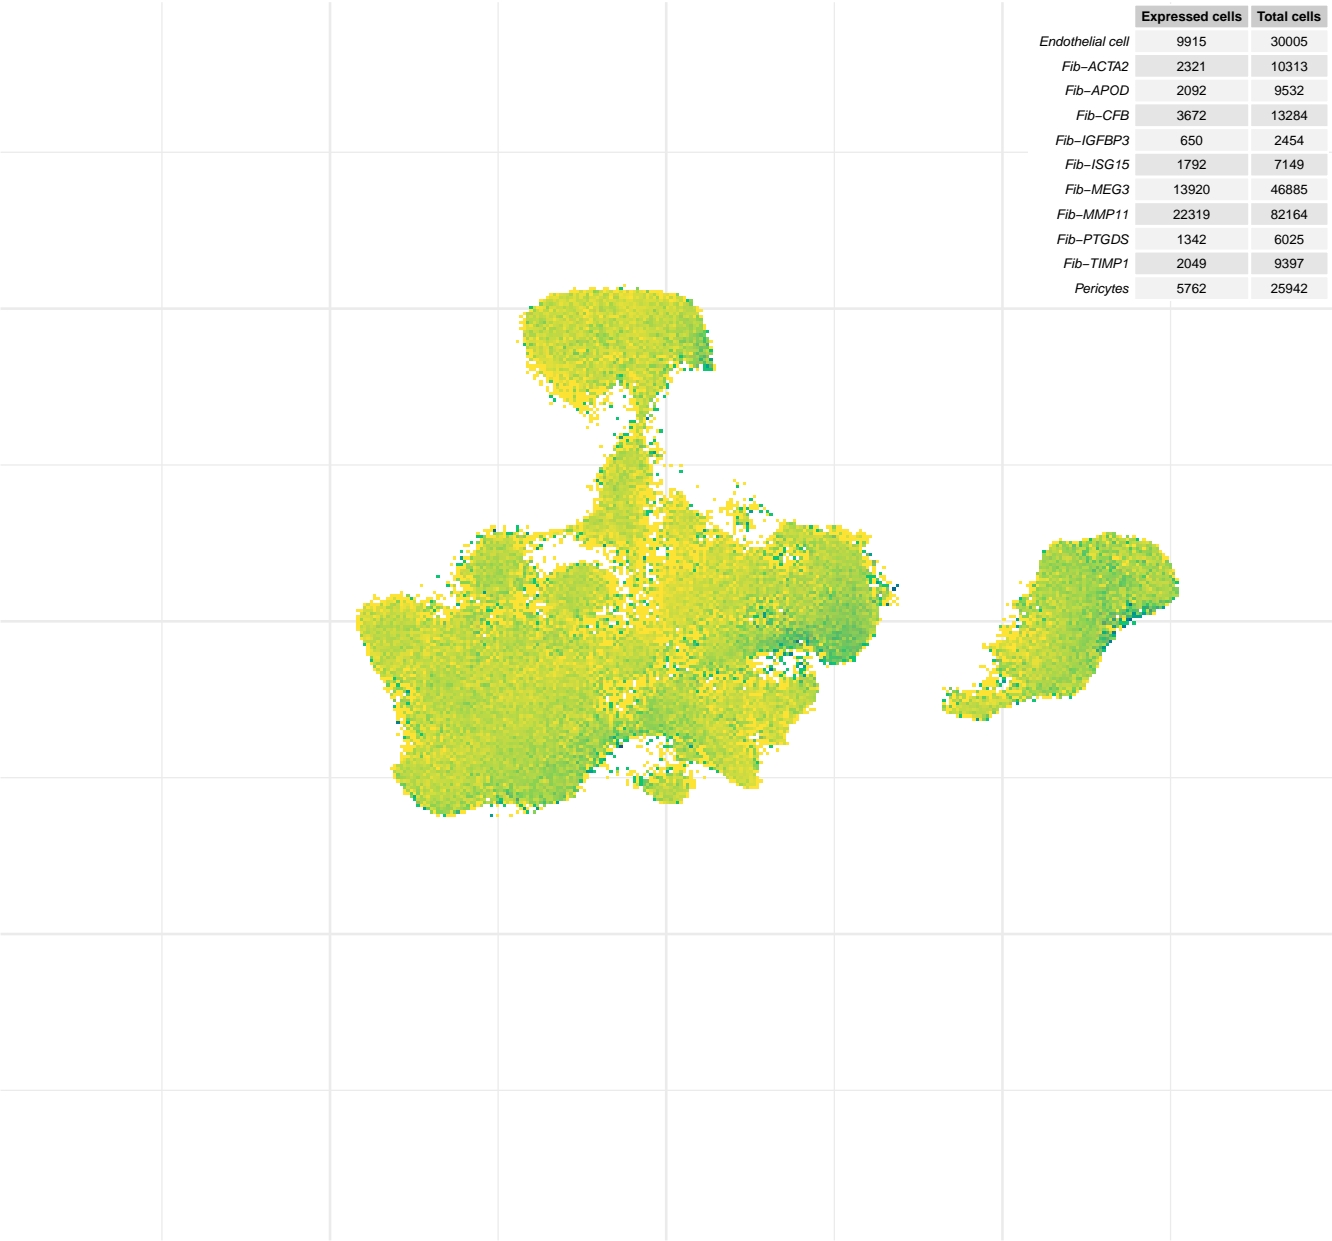 Expressed cells Total cells
Endothelial cell 9915 30005
Fib−ACTA2 2321 10313
Fib−APOD 2092 9532
Fib−CFB 3672 13284
Fib−IGFBP3 650 2454
Fib−ISG15 1792 7149
Fib−MEG3 13920 46885
Fib−MMP11 22319 82164
Fib−PTGDS 1342 6025
Fib−TIMP1 2049 9397
Pericytes 5762 25942